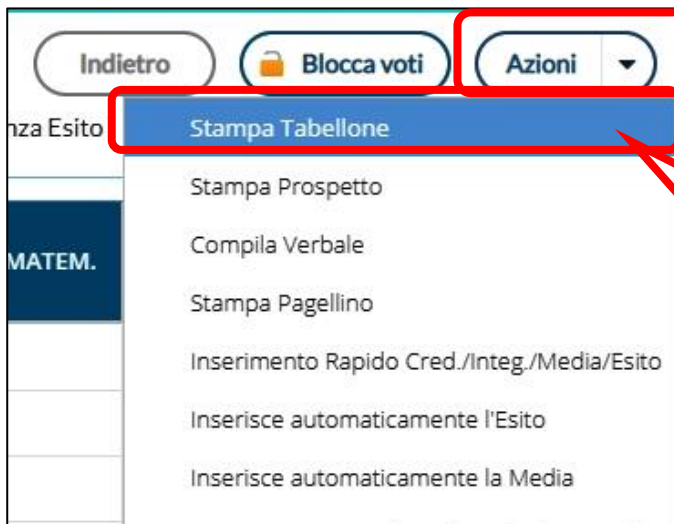 Indietro
Blocca voti
Azioni
nza Esito
Stampa Tabellone
Stampa Prospetto
Compila Verbale
MATEM.
Stampa Pagellino
Inserimento Rapido Cred./Integ./Media/Esito
Inserisce automaticamente l'Esito
Inserisce automaticamente la Media